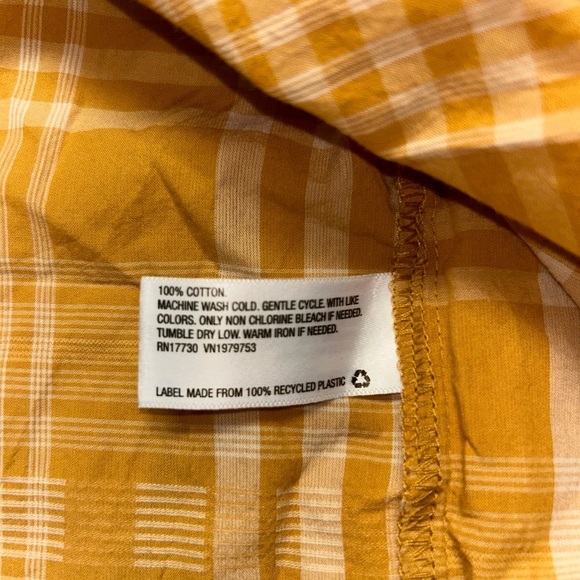 100% COTTON.
MACHINE WASH COLD. GENTLE CYCLE. WITH LIKE
COLORS. ONLY NON CHLORINE BLEACH IF NEEDED.
TUMBLE DRY LOW. WARM IRON IF NEEDED.
RN17730 VN1979753
LABEL MADE FROM 100% RECYCLED PLASTIC